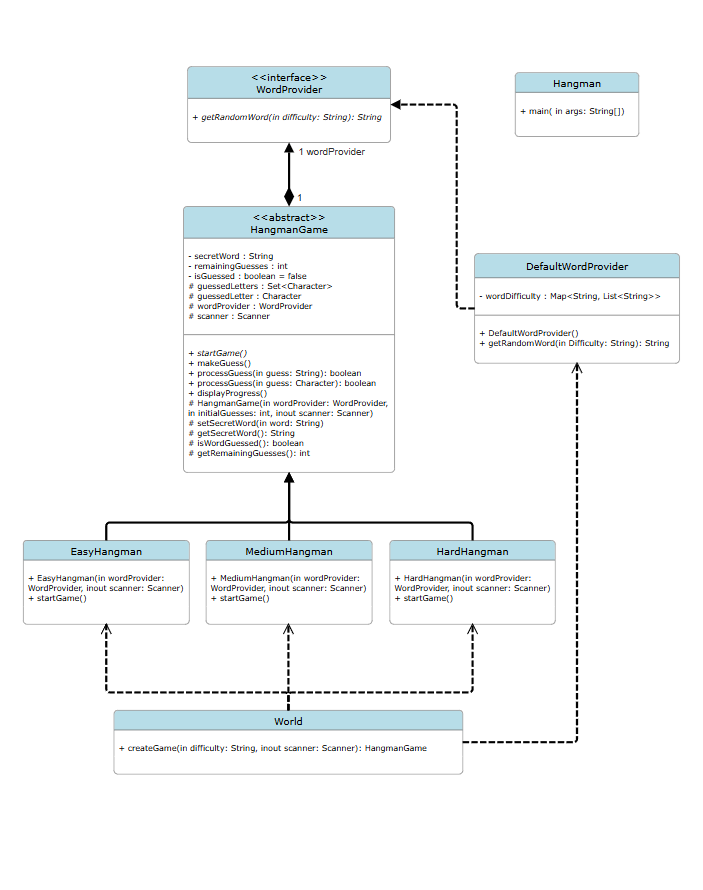 <<interface>>
WordProvider
+ getRandomWord(in difficulty: String): String
Hangman
+ main( in args: String[])
1 wordProvider
1
<<abstract>>
HangmanGame
- secretWord : String
- remainingGuesses : int
- isGuessed : boolean = false
# guessedLetters : Set<Character>
# guessedLetter : Character
# wordProvider : WordProvider
# scanner : Scanner
+ startGame()
+ makeGuess()
+ processGuess(in guess: String): boolean
+ processGuess(in guess: Character): boolean
+ displayProgress()
# HangmanGame(in wordProvider: WordProvider,
in initialGuesses: int, inout scanner: Scanner)
# setSecretWord(in word: String)
# getSecretWord(): String
# isWordGuessed(): boolean
# getRemainingGuesses(): int
DefaultWordProvider
- wordDifficulty : Map<String, List<String>>
+ DefaultWordProvider()
+ getRandomWord(in Difficulty: String): String
EasyHangman
+ EasyHangman(in wordProvider:
WordProvider, inout scanner: Scanner)
+ startGame()
MediumHangman
+ MediumHangman(in wordProvider:
WordProvider, inout scanner: Scanner)
+ startGame()
HardHangman
+ HardHangman(in wordProvider:
WordProvider, inout scanner: Scanner)
+ startGame()
World
+ createGame(in difficulty: String, inout scanner: Scanner): HangmanGame